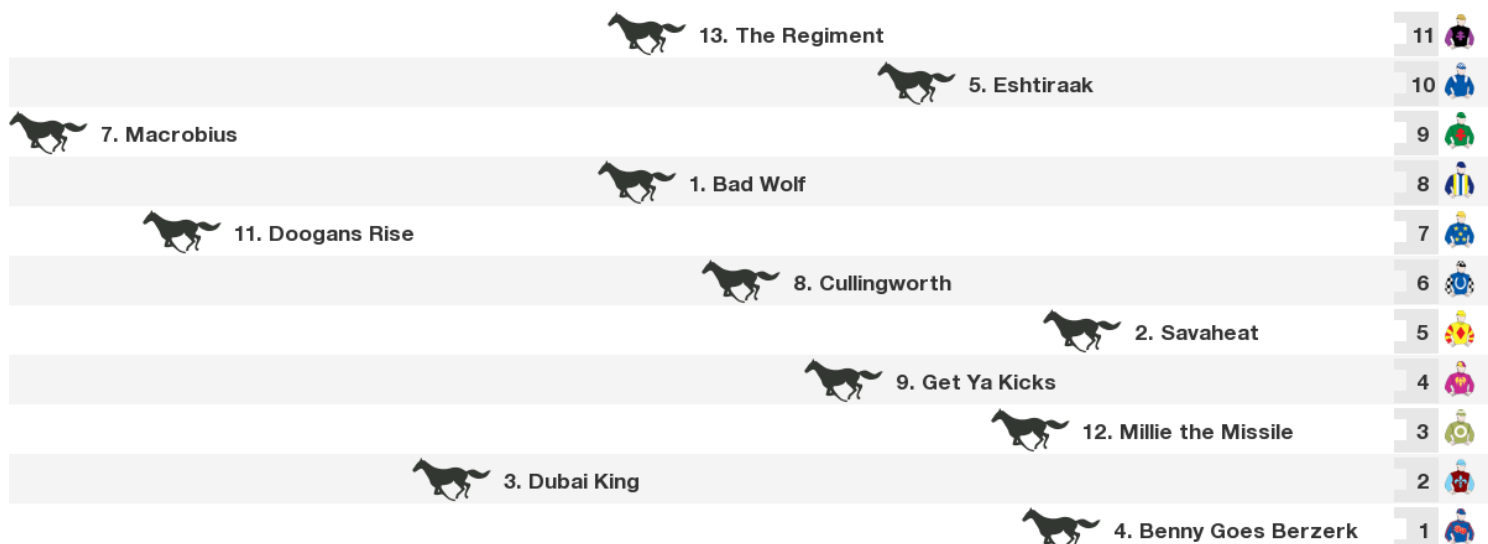 13. The Regiment 11
5. Eshtiraak 10
7. Macrobius 9
1. Bad Wolf 8
11. Doogans Rise 7
8. Cullingworth 6
2. Savaheat 5
9. Get Ya Kicks 4
12. Millie the Missile 3
3. Dubai King 2
4. Benny Goes Berzerk 1